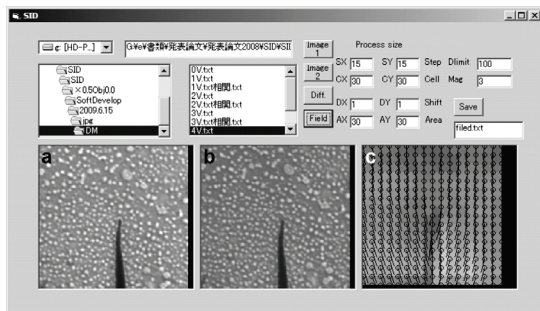 SID
g: [HD-P...]
G:¥e¥書類¥発表論文¥発表論文2008¥SID¥SII
Image 1
Process size
SX 15 SY 15 Step Dlimit 100
SID
SID
×0.5Obj0.0
SoftDevelop
2009.6.15
jpg
DM
0V.txt
1V.txt
1V.txt相関.txt
2V.txt
2V.txt相関.txt
3V.txt
3V.txt相関.txt
4V.txt
Image 2
CX 30 CY 30 Cell Mag 3
Diff.
DX 1 DY 1 Shift Save
Field
AX 30 AY 30 Area
filed.txt
a
b
c